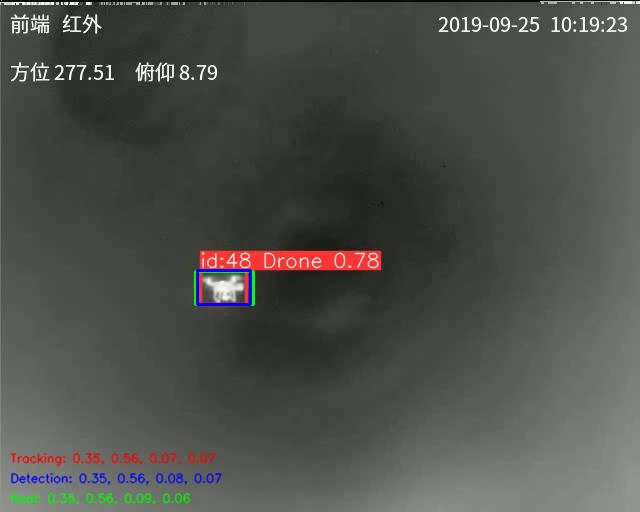 前端 红外
2019-09-25 10:19:23
方位 277.51 俯仰 8.79
id:48 Drone 0.78
Tracking: 0.35, 0.56, 0.07, 0.07
Detection: 0.35, 0.56, 0.08, 0.07
0.35, 0.56, 0.09, 0.06